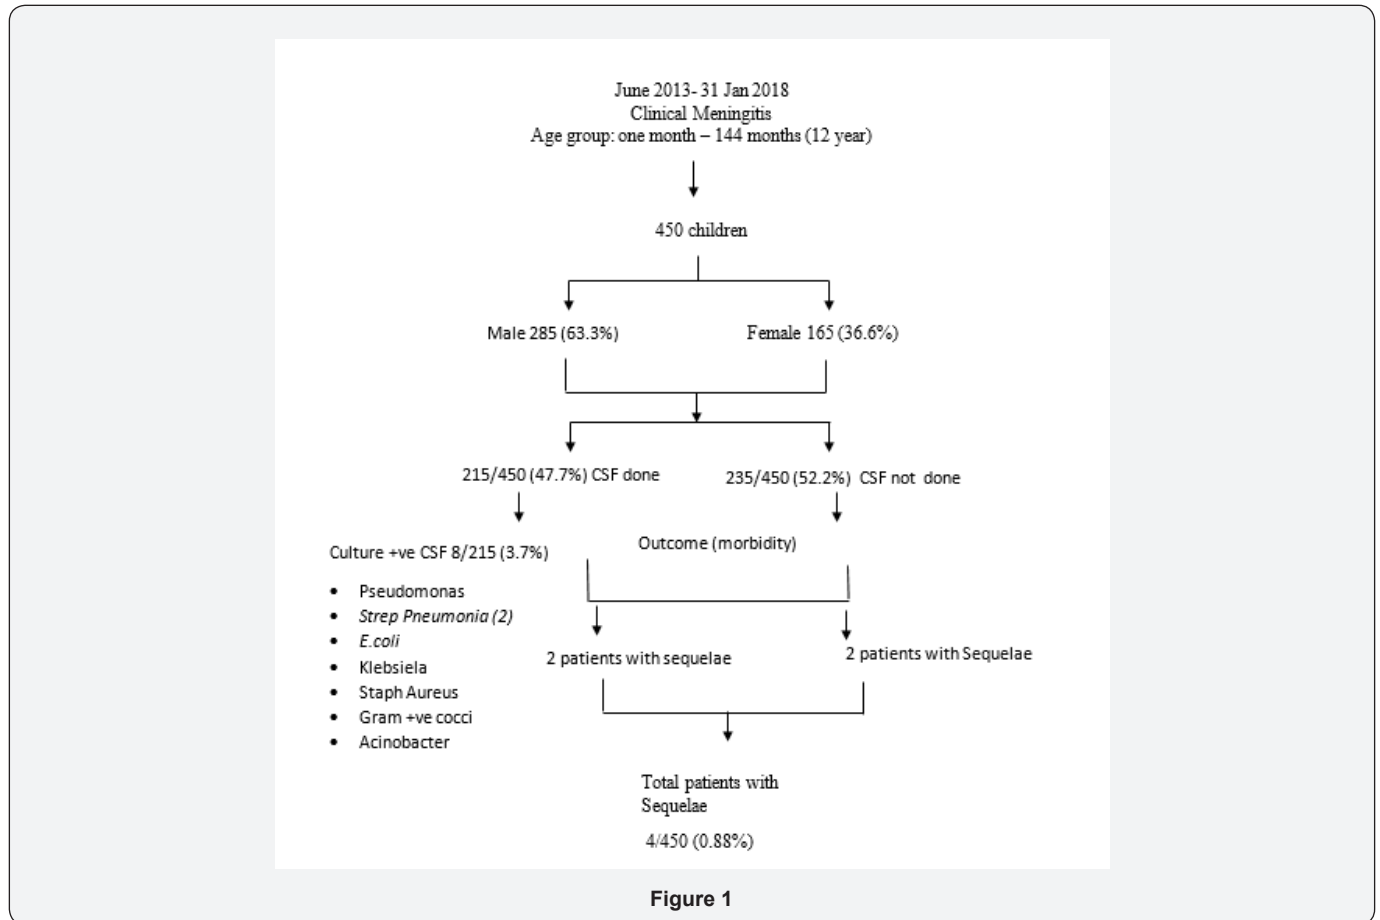 June 2013- 31 Jan 2018
Clinical Meningitis
Age group: one month – 144 months (12 year)
450 children
Male 285 (63.3%)
Female 165 (36.6%)
215/450 (47.7%) CSF done
235/450 (52.2%) CSF not done
Culture +ve CSF 8/215 (3.7%)
Outcome (morbidity)
• Pseudomonas
• Strep Pneumonia (2)
• E.coli
• Klebsiela
• Staph Aureus
• Gram +ve cocci
• Acinobacter
2 patients with sequelae
2 patients with Sequelae
Total patients with
Sequelae
4/450 (0.88%)
Figure 1